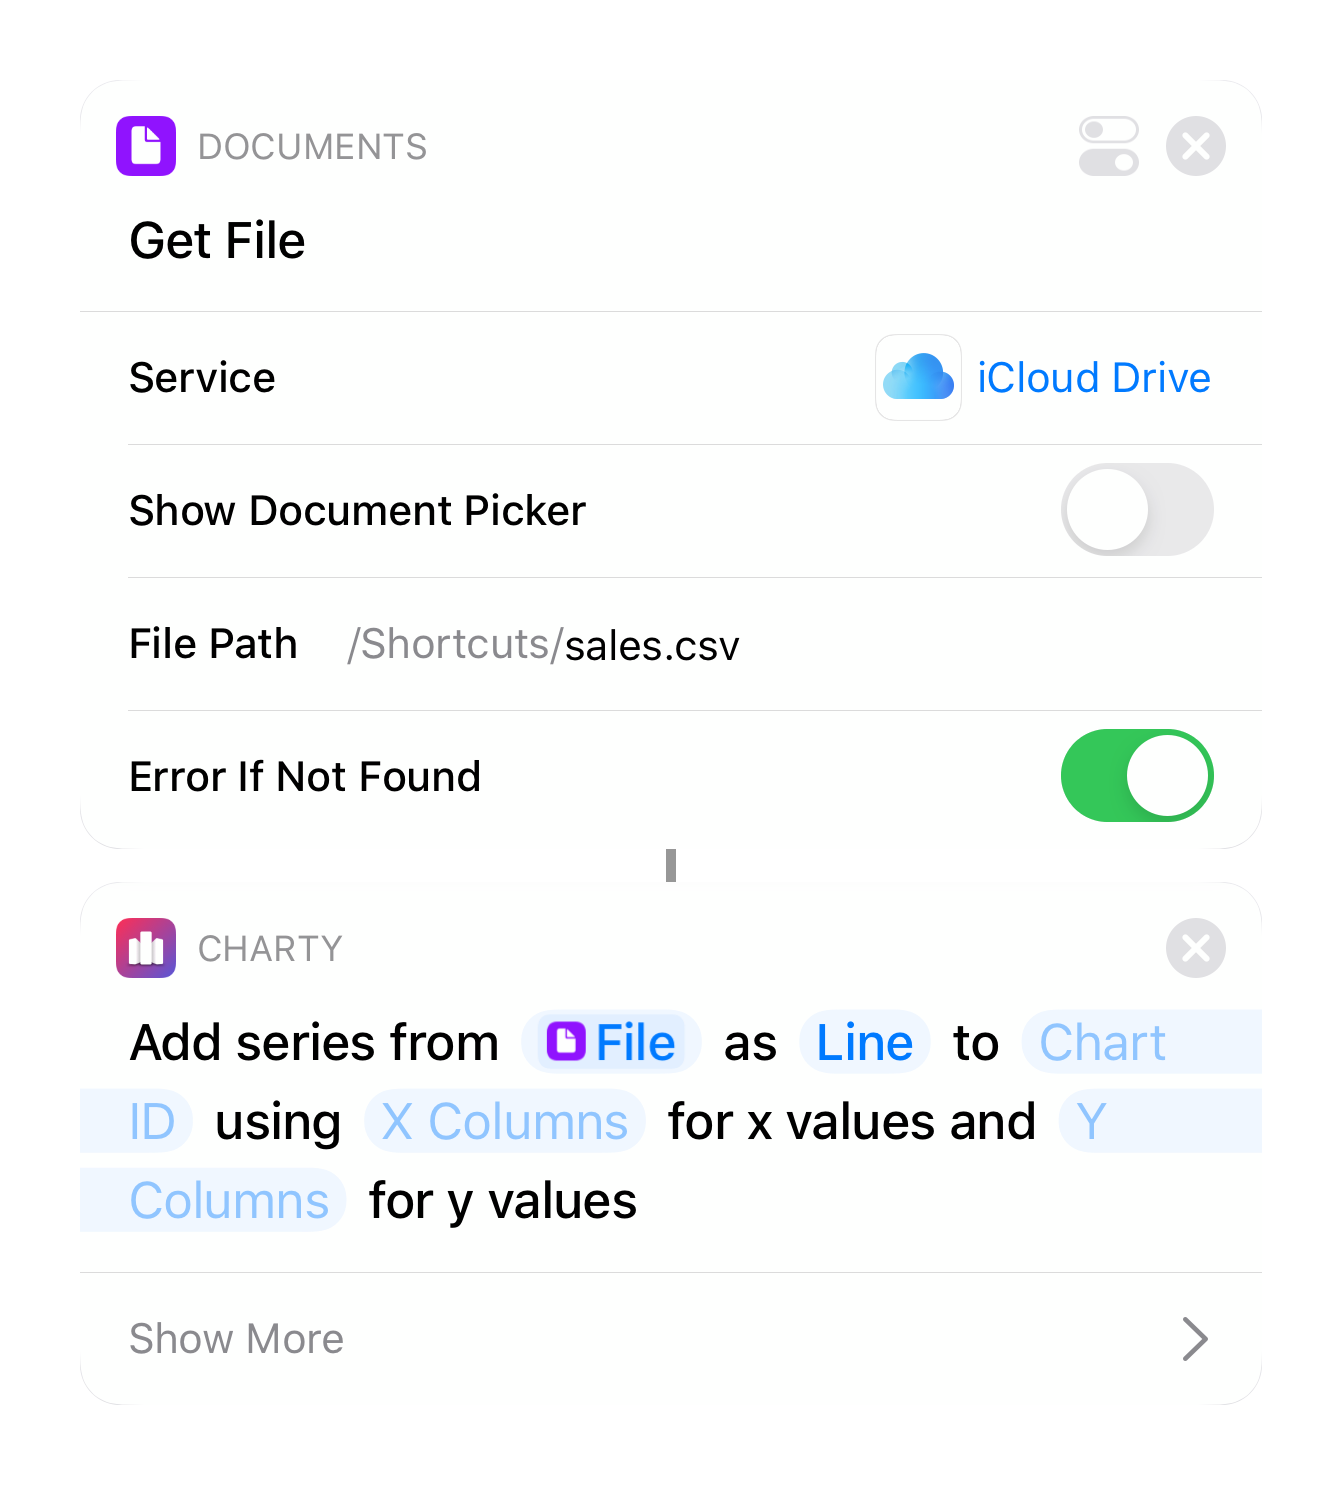 DOCUMENTS
Get File
Service iCloud Drive
Show Document Picker
File Path /Shortcuts/sales.csv
Error If Not Found
CHARTY
Add series from File as Line to Chart
ID using X Columns for x values and Y
Columns for y values
Show More